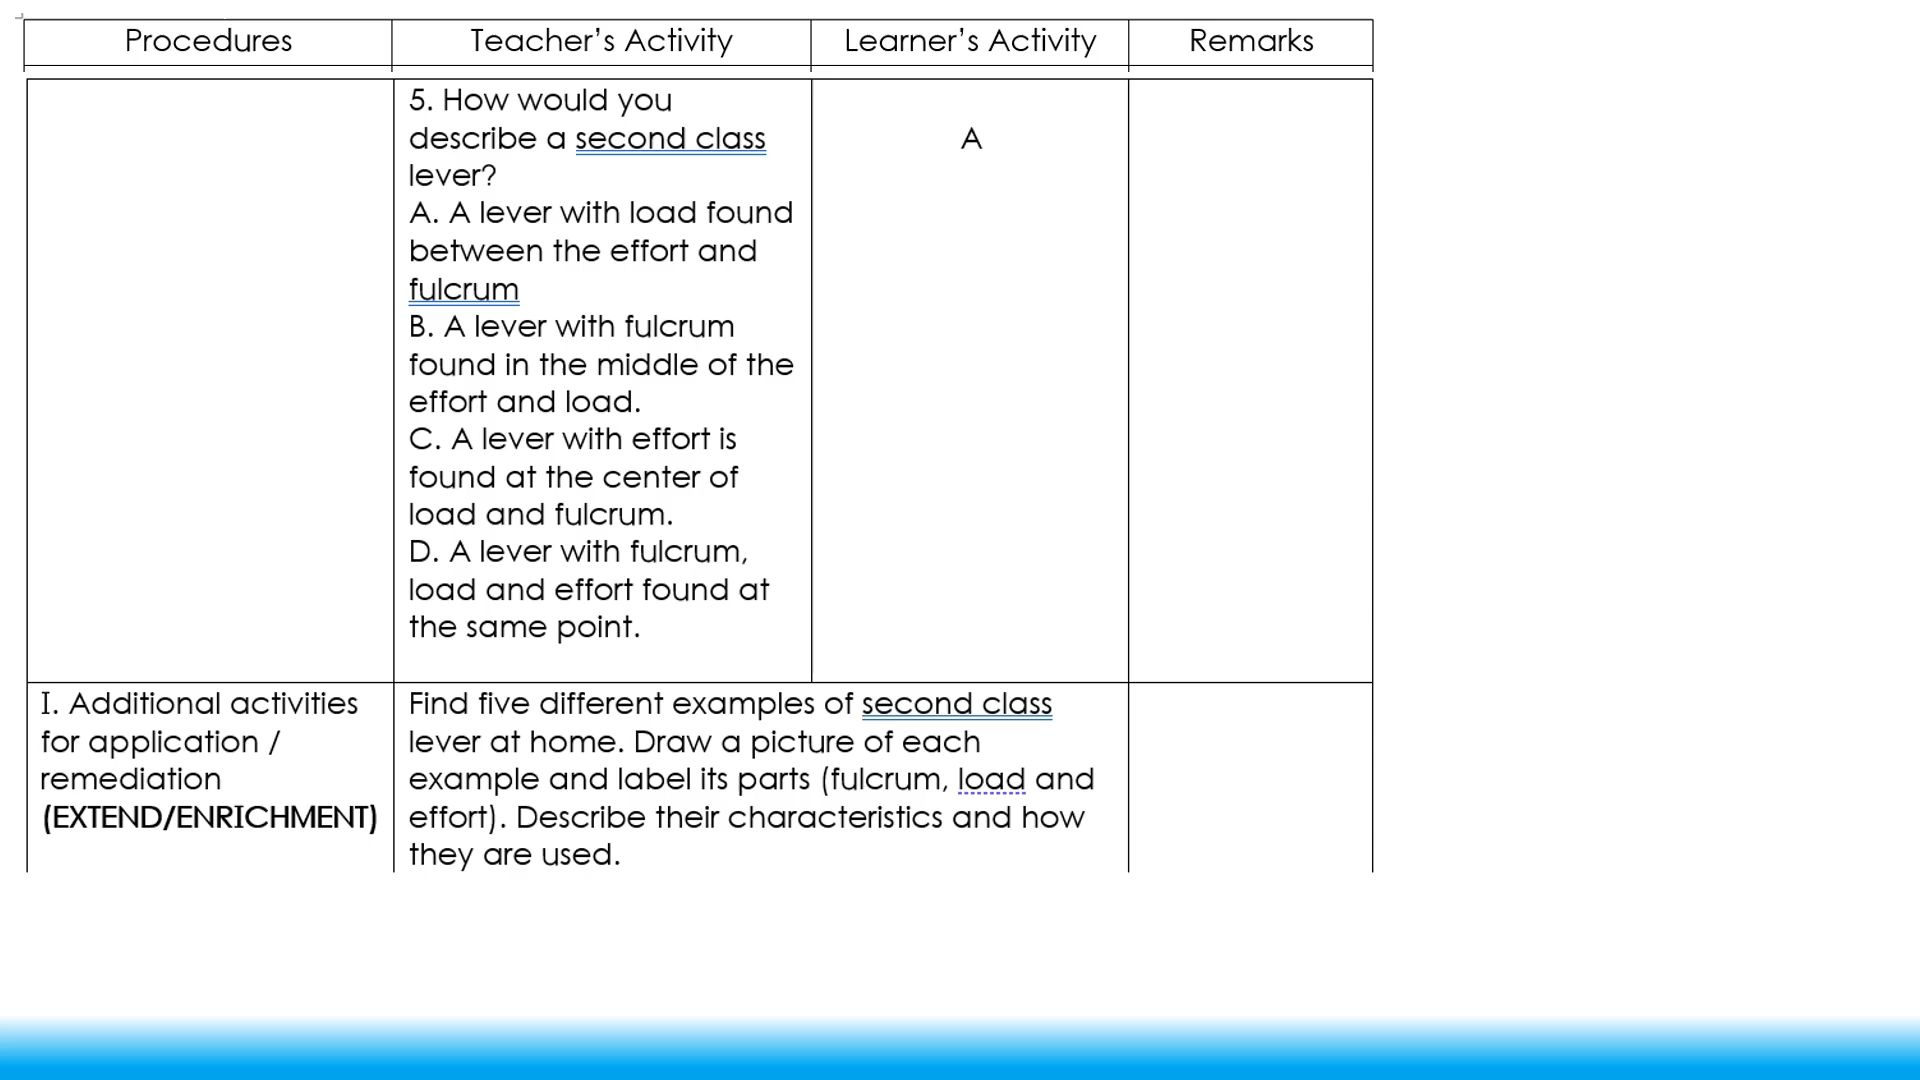 Procedures Teacher’s Activity Learner’s Activity Remarks
5. How would you
describe a second class
lever?
A. A lever with load found
between the effort and
fulcrum
B. A lever with fulcrum
found in the middle of the
effort and load.
C. A lever with effort is
found at the center of
load and fulcrum.
D. A lever with fulcrum,
load and effort found at
the same point.
A
I. Additional activities
for application /
remediation
(EXTEND/ENRICHMENT)
Find five different examples of second class
lever at home. Draw a picture of each
example and label its parts (fulcrum, load and
effort). Describe their characteristics and how
they are used.